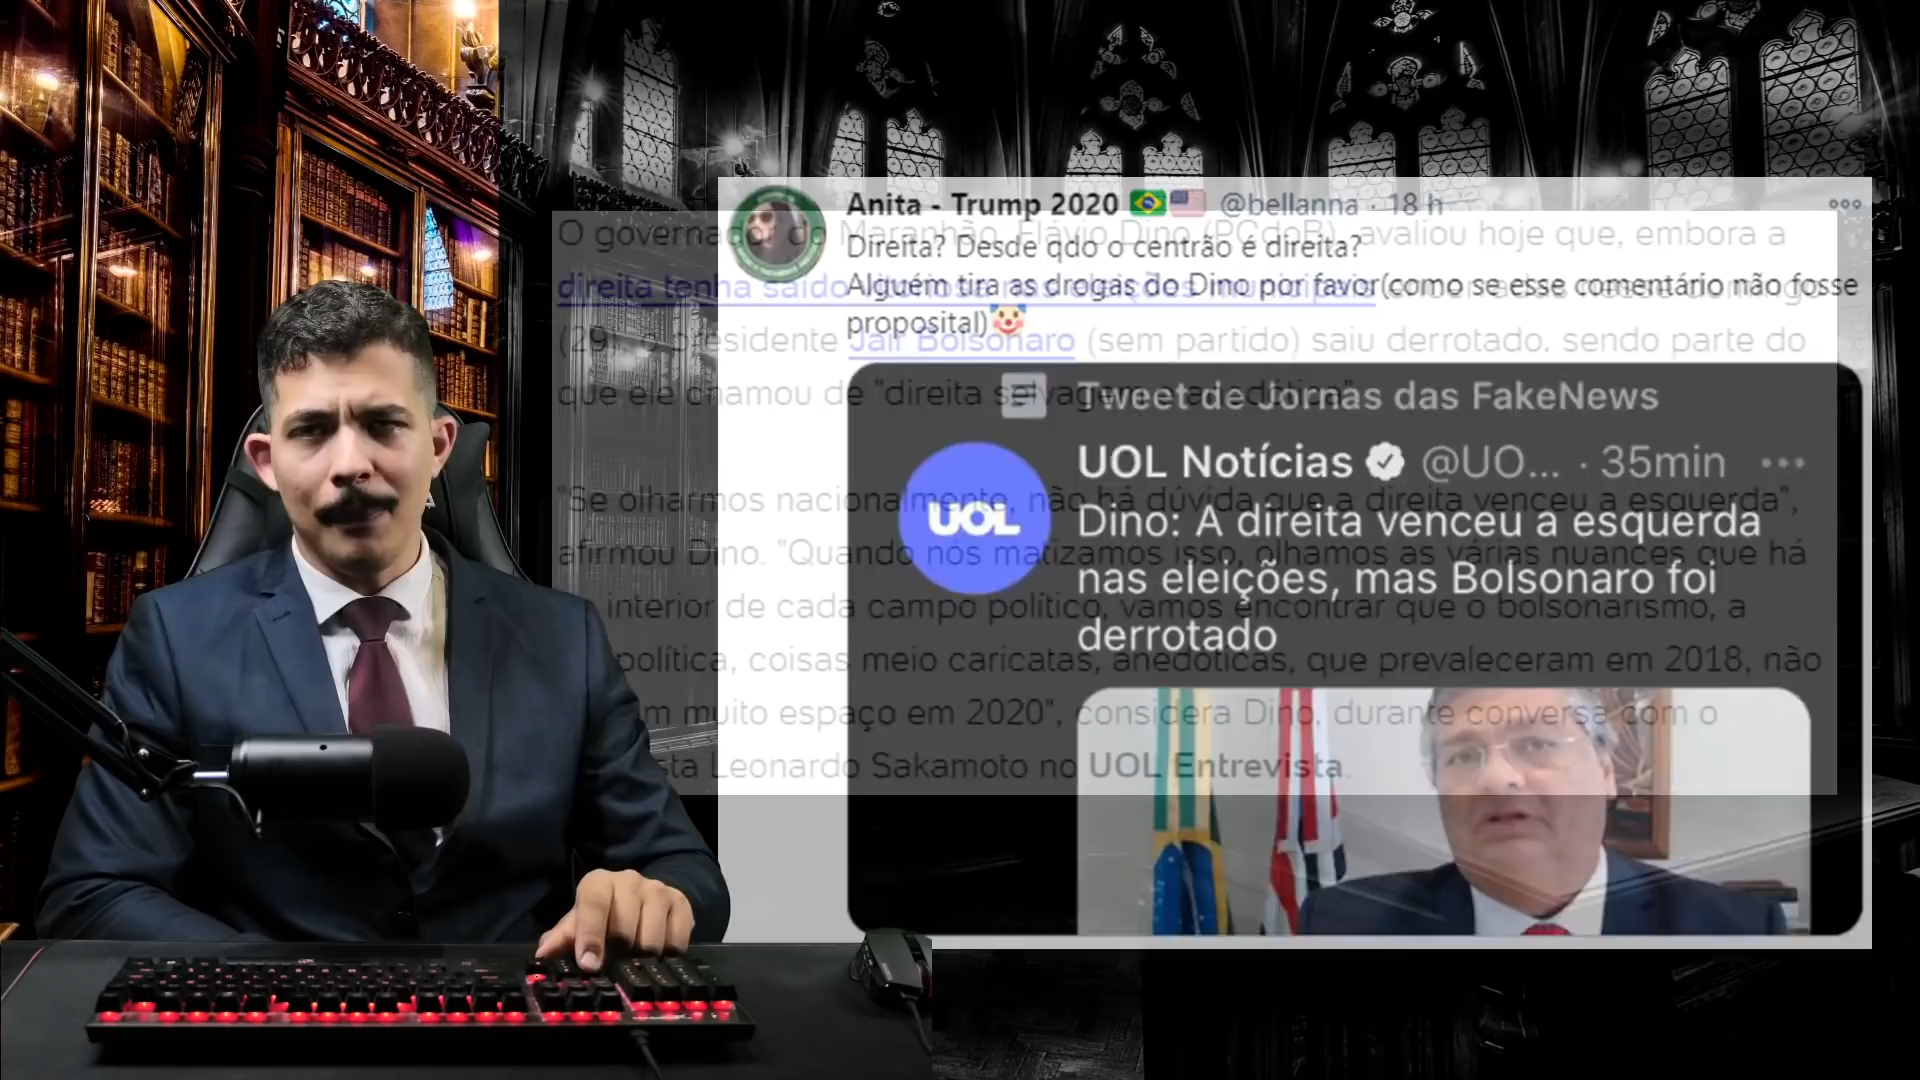 Anita - Trump 2020 🇧🇷🇺🇸 @bellanna · 18 h
Direita? Desde qdo o centrão é direita?
Alguém tira as drogas do Dino por favor(como se esse comentário não fosse
proposital)🤡
Tweet de Jornas das FakeNews
UOL Notícias @UO... · 35min
UOL
Dino: A direita venceu a esquerda
nas eleições, mas Bolsonaro foi
derrotado
O governador do Maranhão, Flávio Dino (PCdoB), avaliou hoje que, embora a
direita tenha saído
(29 presidente Jair Bolsonaro (sem partido) saiu derrotado, sendo parte do
que ele chamou de "direita selvagem
"Se olharmos nacionalmente, não há dúvida que a direita venceu a esquerda",
afirmou Dino. "Quando nós matizamos isso, olhamos as várias nuances que há
interior de cada campo político, vamos encontrar que o bolsonarismo, a
política, coisas meio caricatas, anedóticas, que prevaleceram em 2018, não
m muito espaço em 2020", considera Dino, durante conversa com o
sta Leonardo Sakamoto no UOL Entrevista.